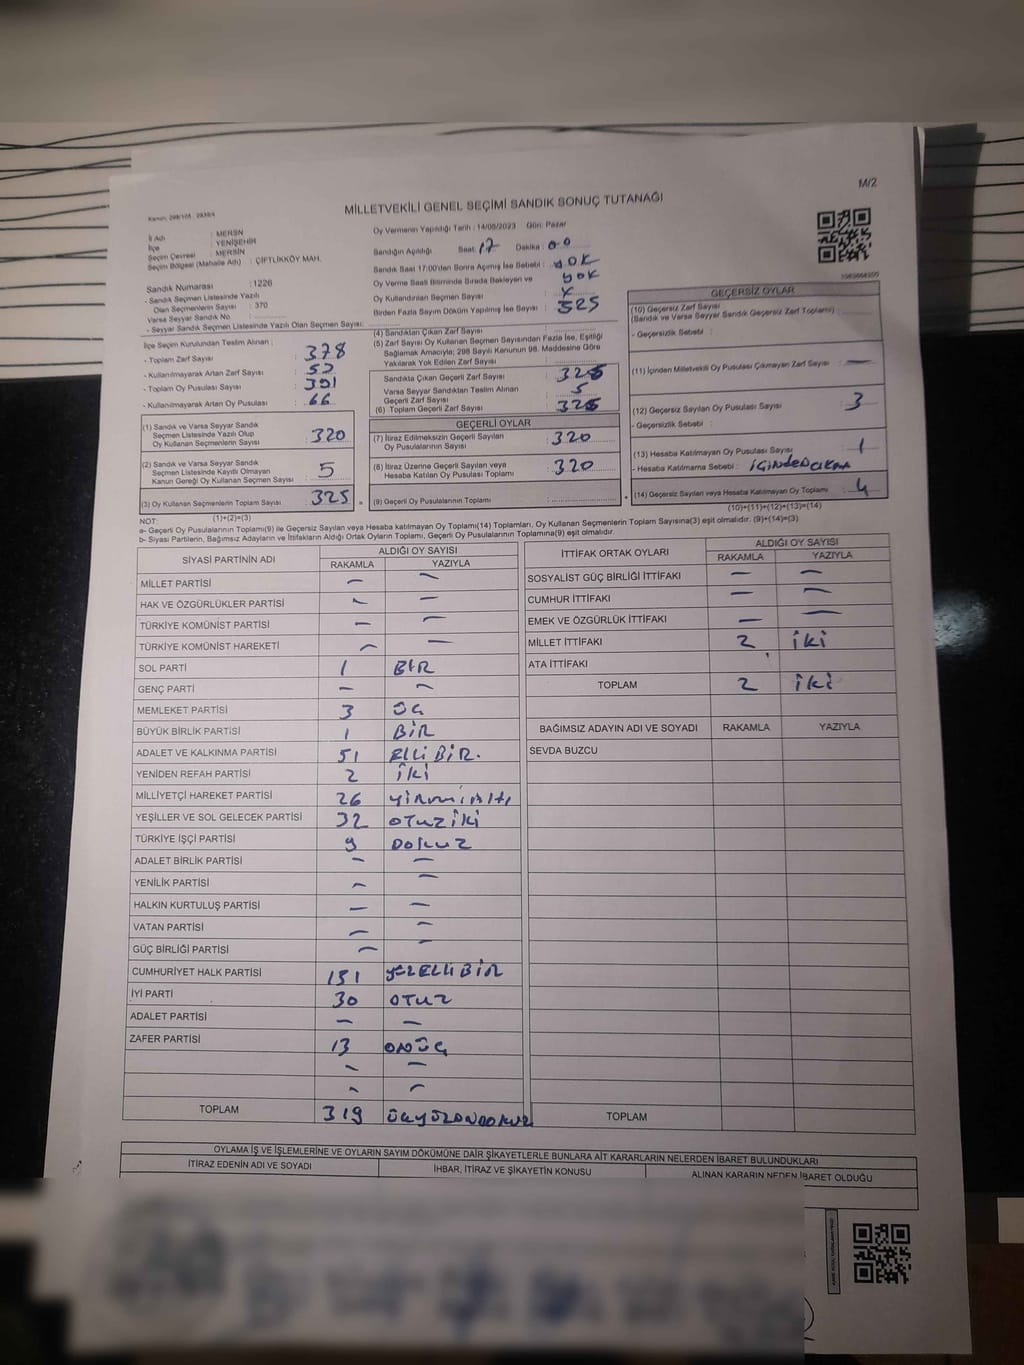 M/2
MİLLETVEKİLİ GENEL SEÇİMİ SANDIK SONUÇ TUTANAĞI
İl Adı : MERSİN
İlçe : YENİŞEHİR
Seçim Çevresi : MERSİN
Seçim Bölgesi (Mahalle Adı) : ÇİFTLİKKÖY MAH.
Sandık Numarası : 1226
- Sandık Seçmen Listesinde Yazılı
Olan Seçmenlerin Sayısı : 370
Varsa Seyyar Sandık No
- Seyyar Sandık Seçmen Listesinde Yazılı Olan Seçmen Sayısı:
İlçe Seçim Kurulundan Teslim Alınan :
- Toplam Zarf Sayısı : 378
- Kullanılmayarak Artan Zarf Sayısı :
- Toplam Oy Pusulası Sayısı : 391
- Kullanılmayarak Artan Oy Pusulası : 66
(1) Sandık ve Varsa Seyyar Sandık
Seçmen Listesinde Yazılı Olup
Oy Kullanan Seçmenlerin Sayısı : 320
(2) Sandık ve Varsa Seyyar Sandık
Seçmen Listesinde Kayıtlı Olmayan
Kanun Gereği Oy Kullanan Seçmen Sayısı : 5
(3) Oy Kullanan Seçmenlerin Toplam Sayısı : 325
(1)+(2)=(3)
Oy Vermenin Yapıldığı Tarih : 14/05/2023 Gün: Pazar
Sandığın Açıldığı Saat: 17 Dakika: 00
Sandık Saat 17:00'den Sonra Açılmış İse Sebebi : YOK
Oy Verme Saati Bitiminde Sırada Bekleyen ve YOK
Oy Kullandırılan Seçmen Sayısı : X
Birden Fazla Sayım Döküm Yapılmış İse Sayısı : 325
(4) Sandıktan Çıkan Zarf Sayısı
(5) Zarf Sayısı Oy Kullanan Seçmen Sayısından Fazla İse, Eşitliği
Sağlamak Amacıyla; 298 Sayılı Kanunun 98. Maddesine Göre
Yakılarak Yok Edilen Zarf Sayısı
Sandıkta Çıkan Geçerli Zarf Sayısı : 325
Varsa Seyyar Sandıktan Teslim Alınan
Geçerli Zarf Sayısı : 5
(6) Toplam Geçerli Zarf Sayısı : 325
GEÇERLİ OYLAR
(7) İtiraz Edilmeksizin Geçerli Sayılan
Oy Pusulalarının Sayısı : 320
(8) İtiraz Üzerine Geçerli Sayılan veya
Hesaba Katılan Oy Pusulası Toplamı : 320
(9) Geçerli Oy Pusulalarının Toplamı :
GEÇERSİZ OYLAR
(10) Geçersiz Zarf Sayısı
(Sandık ve Varsa Seyyar Sandık Geçersiz Zarf Toplamı) :
- Geçersizlik Sebebi :
(11) İçinden Milletvekili Oy Pusulası Çıkmayan Zarf Sayısı : —
(12) Geçersiz Sayılan Oy Pusulası Sayısı : 3
- Geçersizlik Sebebi :
(13) Hesaba Katılmayan Oy Pusulası Sayısı : 1
- Hesaba Katılmama Sebebi :
(14) Geçersiz Sayılan veya Hesaba Katılmayan Oy Toplamı : 4
(10)+(11)+(12)+(13)=(14)
NOT:
a- Geçerli Oy Pusulalarının Toplamı(9) ile Geçersiz Sayılan veya Hesaba katılmayan Oy Toplamı(14) Toplamları, Oy Kullanan Seçmenlerin Toplam Sayısına(3) eşit olmalıdır. (9)+(14)=(3)
b- Siyasi Partilerin, Bağımsız Adayların ve İttifakların Aldığı Ortak Oyların Toplamı, Geçerli Oy Pusulalarının Toplamına(9) eşit olmalıdır.
SİYASİ PARTİNİN ADI ALDIĞI OY SAYISI
RAKAMLA YAZIYLA
MİLLET PARTİSİ — —
HAK VE ÖZGÜRLÜKLER PARTİSİ — —
TÜRKİYE KOMÜNİST PARTİSİ — —
TÜRKİYE KOMÜNİST HAREKETİ — —
SOL PARTİ 1 BİR
GENÇ PARTİ — —
MEMLEKET PARTİSİ 3 ÜÇ
BÜYÜK BİRLİK PARTİSİ 1 BİR
ADALET VE KALKINMA PARTİSİ 51 ELLİ BİR.
YENİDEN REFAH PARTİSİ 2 İKİ
MİLLİYETÇİ HAREKET PARTİSİ 26 YİRMİ ALTI
YEŞİLLER VE SOL GELECEK PARTİSİ 32 OTUZ İKİ
TÜRKİYE İŞÇİ PARTİSİ 9 DOKUZ
ADALET BİRLİK PARTİSİ — —
YENİLİK PARTİSİ — —
HALKIN KURTULUŞ PARTİSİ — —
VATAN PARTİSİ — —
GÜÇ BİRLİĞİ PARTİSİ — —
CUMHURİYET HALK PARTİSİ 151 YÜZELLİBİR
İYİ PARTİ 30 OTUZ
ADALET PARTİSİ — —
ZAFER PARTİSİ 13 ONÜÇ
— —
— —
TOPLAM 319 ÜÇYÜZONDOKUZ
İTTİFAK ORTAK OYLARI ALDIĞI OY SAYISI
RAKAMLA YAZIYLA
SOSYALİST GÜÇ BİRLİĞİ İTTİFAKI — —
CUMHUR İTTİFAKI — —
EMEK VE ÖZGÜRLÜK İTTİFAKI — —
MİLLET İTTİFAKI 2 İKİ
ATA İTTİFAKI
TOPLAM 2 İKİ
BAĞIMSIZ ADAYIN ADI VE SOYADI RAKAMLA YAZIYLA
SEVDA BUZCU
TOPLAM
OYLAMA İŞ VE İŞLEMLERİNE VE OYLARIN SAYIM DÖKÜMÜNE DAİR ŞİKAYETLERLE BUNLARA AİT KARARLARIN NELERDEN İBARET BULUNDUKLARI
İTİRAZ EDENİN ADI VE SOYADI İHBAR, İTİRAZ VE ŞİKAYETİN KONUSU ALINAN KARARIN NEDEN İBARET OLDUĞU